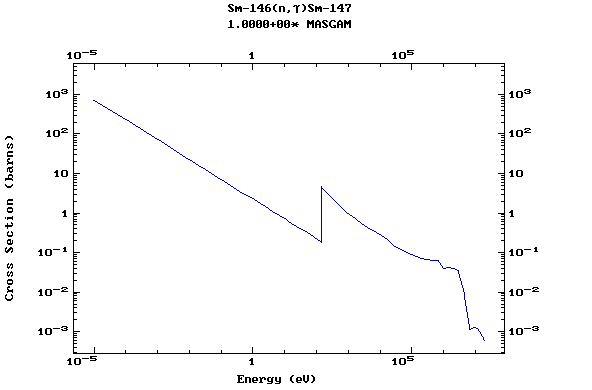 Sm-146(n,γ)Sm-147
1.0000+00* MASGAM
10⁻⁵ 1 10⁵
10³ 10³
10² 10²
10 10
1 1
10⁻¹ 10⁻¹
10⁻² 10⁻²
10⁻³ 10⁻³
10⁻⁵ 1 10⁵
Energy (eV)
Cross Section (barns)